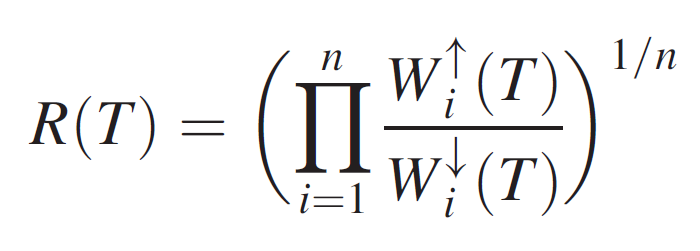 R(T) = \left( \prod_{i=1}^{n} \frac{W_i^{\uparrow}(T)}{W_i^{\downarrow}(T)} \right)^{1/n}